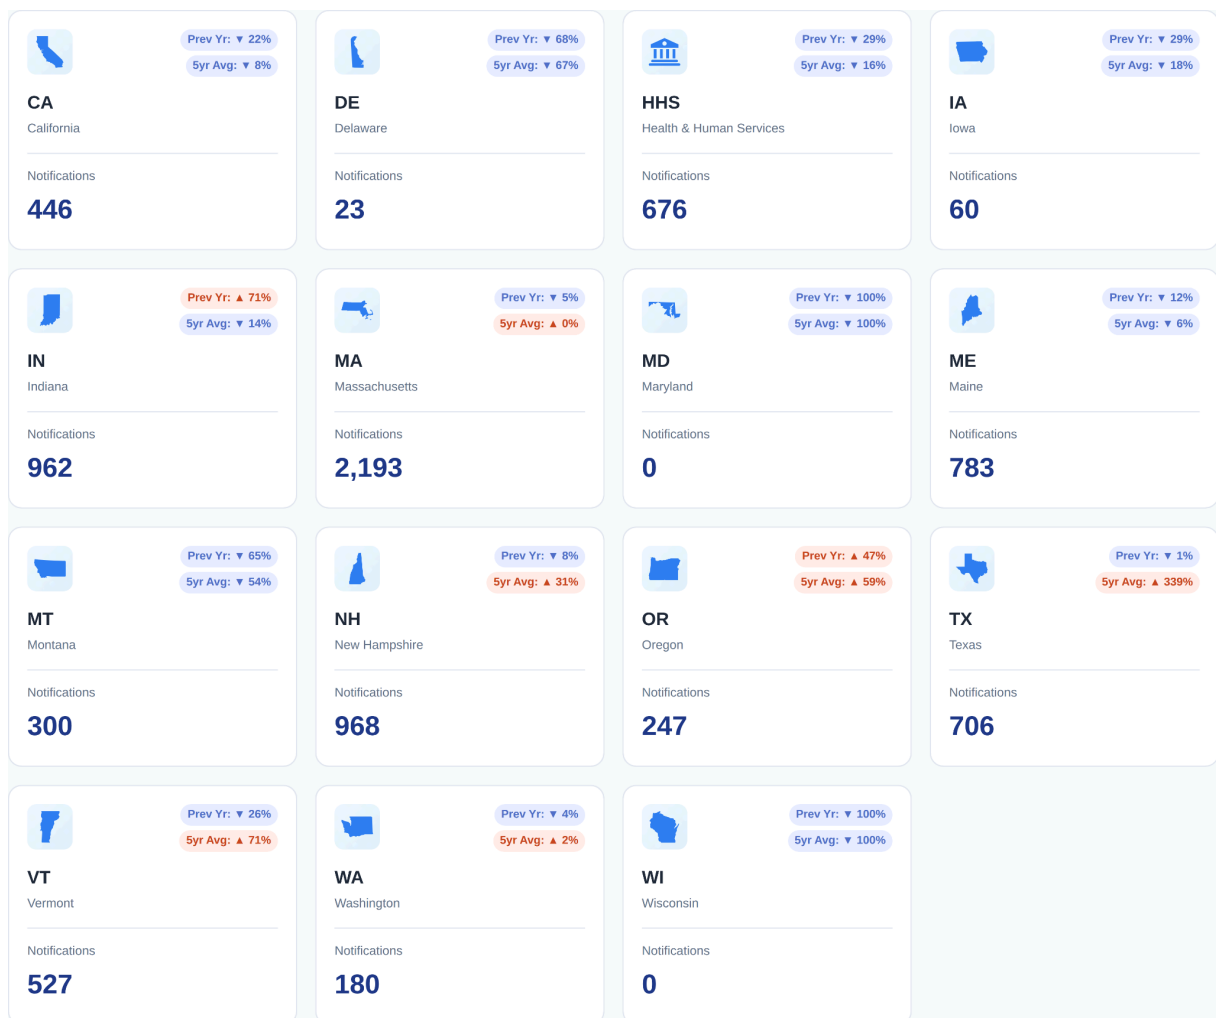 Prev Yr: ▼ 22%
5yr Avg: ▼ 8%
CA
California
Notifications
446
Prev Yr: ▼ 68%
5yr Avg: ▼ 67%
DE
Delaware
Notifications
23
Prev Yr: ▼ 29%
5yr Avg: ▼ 16%
HHS
Health & Human Services
Notifications
676
Prev Yr: ▼ 29%
5yr Avg: ▼ 18%
IA
Iowa
Notifications
60
Prev Yr: ▲ 71%
5yr Avg: ▼ 14%
IN
Indiana
Notifications
962
Prev Yr: ▼ 5%
5yr Avg: ▲ 0%
MA
Massachusetts
Notifications
2,193
Prev Yr: ▼ 100%
5yr Avg: ▼ 100%
MD
Maryland
Notifications
0
Prev Yr: ▼ 12%
5yr Avg: ▼ 6%
ME
Maine
Notifications
783
Prev Yr: ▼ 65%
5yr Avg: ▼ 54%
MT
Montana
Notifications
300
Prev Yr: ▼ 8%
5yr Avg: ▲ 31%
NH
New Hampshire
Notifications
968
Prev Yr: ▲ 47%
5yr Avg: ▲ 59%
OR
Oregon
Notifications
247
Prev Yr: ▼ 1%
5yr Avg: ▲ 339%
TX
Texas
Notifications
706
Prev Yr: ▼ 26%
5yr Avg: ▲ 71%
VT
Vermont
Notifications
527
Prev Yr: ▼ 4%
5yr Avg: ▲ 2%
WA
Washington
Notifications
180
Prev Yr: ▼ 100%
5yr Avg: ▼ 100%
WI
Wisconsin
Notifications
0